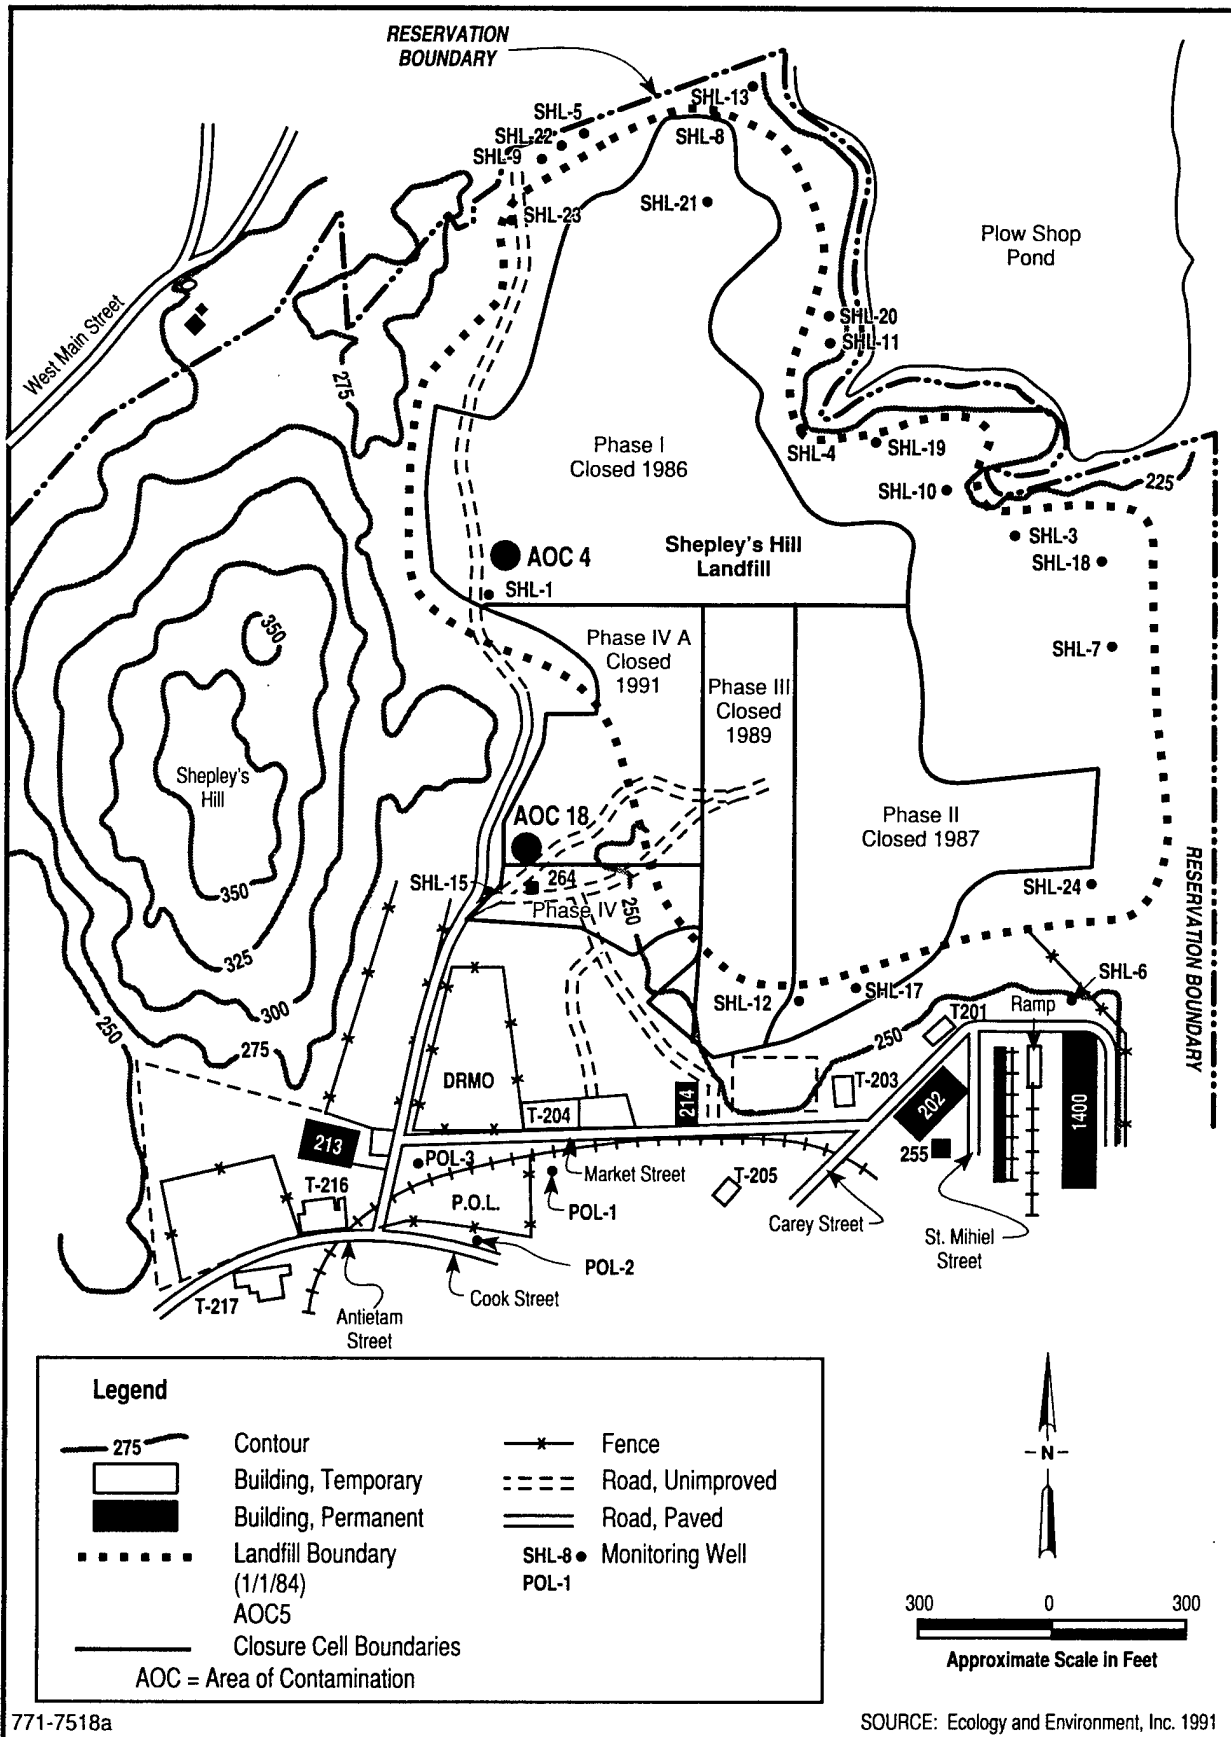 RESERVATION
BOUNDARY
SHL-13
SHL-5
SHL-22
SHL-9
SHL-8
SHL-21
SHL-23
Plow Shop
Pond
West Main Street
SHL-20
SHL-11
275
Phase I
Closed 1986
SHL-4
SHL-19
SHL-10
225
SHL-3
SHL-18
AOC 4
Shepley's Hill
Landfill
SHL-1
350
Phase IV A
Closed
1991
SHL-7
Phase III
Closed
1989
Shepley's
Hill
AOC 18
Phase II
Closed 1987
350
SHL-15
264
SHL-24
RESERVATION BOUNDARY
Phase IV
250
325
SHL-6
300
250
SHL-12
SHL-17
T201
Ramp
250
275
DRMO
T-203
T-204
214
202
1400
213
255
POL-3
Market Street
T-205
T-216
P.O.L.
POL-1
Carey Street
St. Mihiel
Street
POL-2
T-217
Cook Street
Antietam
Street
Legend
275
Contour
Fence
Building, Temporary
Road, Unimproved
Building, Permanent
Road, Paved
Landfill Boundary
(1/1/84)
AOC5
SHL-8
POL-1
Monitoring Well
Closure Cell Boundaries
AOC = Area of Contamination
N
300 0 300
Approximate Scale in Feet
771-7518a
SOURCE: Ecology and Environment, Inc. 1991